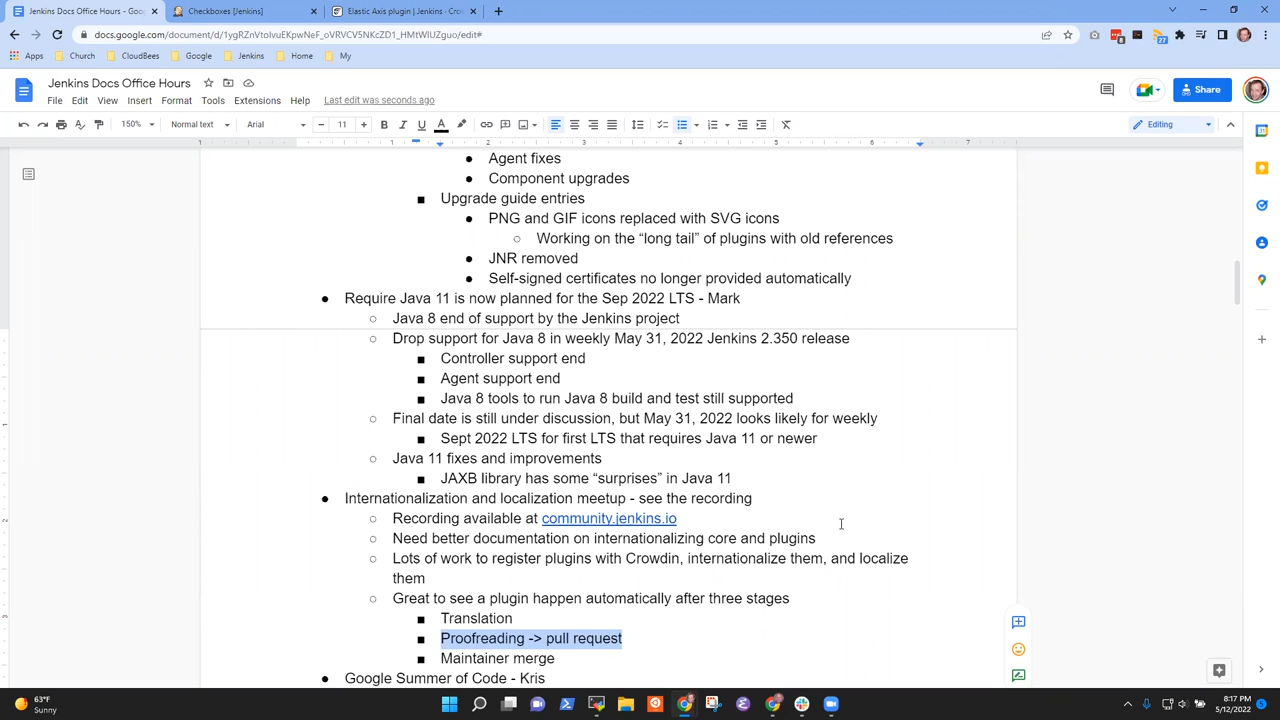 Jenkins Docs Office Hours - Goo
Checkboxes [Jenkins]
Elastic Axis plugin | Jenkins · Cro
docs.google.com/document/d/1ygRZnVtoIvuEKpwNeF_oVRVCV5NKcZD1_HMtWIUZguo/edit#
Apps
Church
CloudBees
Google
Jenkins
Home
My
Jenkins Docs Office Hours
Share
File Edit View Insert Format Tools Extensions Help Last edit was seconds ago
150% Normal text Arial 11 Editing
Agent fixes
Component upgrades
Upgrade guide entries
PNG and GIF icons replaced with SVG icons
Working on the “long tail” of plugins with old references
JNR removed
Self-signed certificates no longer provided automatically
Require Java 11 is now planned for the Sep 2022 LTS - Mark
Java 8 end of support by the Jenkins project
Drop support for Java 8 in weekly May 31, 2022 Jenkins 2.350 release
Controller support end
Agent support end
Java 8 tools to run Java 8 build and test still supported
Final date is still under discussion, but May 31, 2022 looks likely for weekly
Sept 2022 LTS for first LTS that requires Java 11 or newer
Java 11 fixes and improvements
JAXB library has some “surprises” in Java 11
Internationalization and localization meetup - see the recording
Recording available at community.jenkins.io
Need better documentation on internationalizing core and plugins
Lots of work to register plugins with Crowdin, internationalize them, and localize
them
Great to see a plugin happen automatically after three stages
Translation
Proofreading -> pull request
Maintainer merge
Google Summer of Code - Kris
63°F
Sunny
8:17 PM
5/12/2022